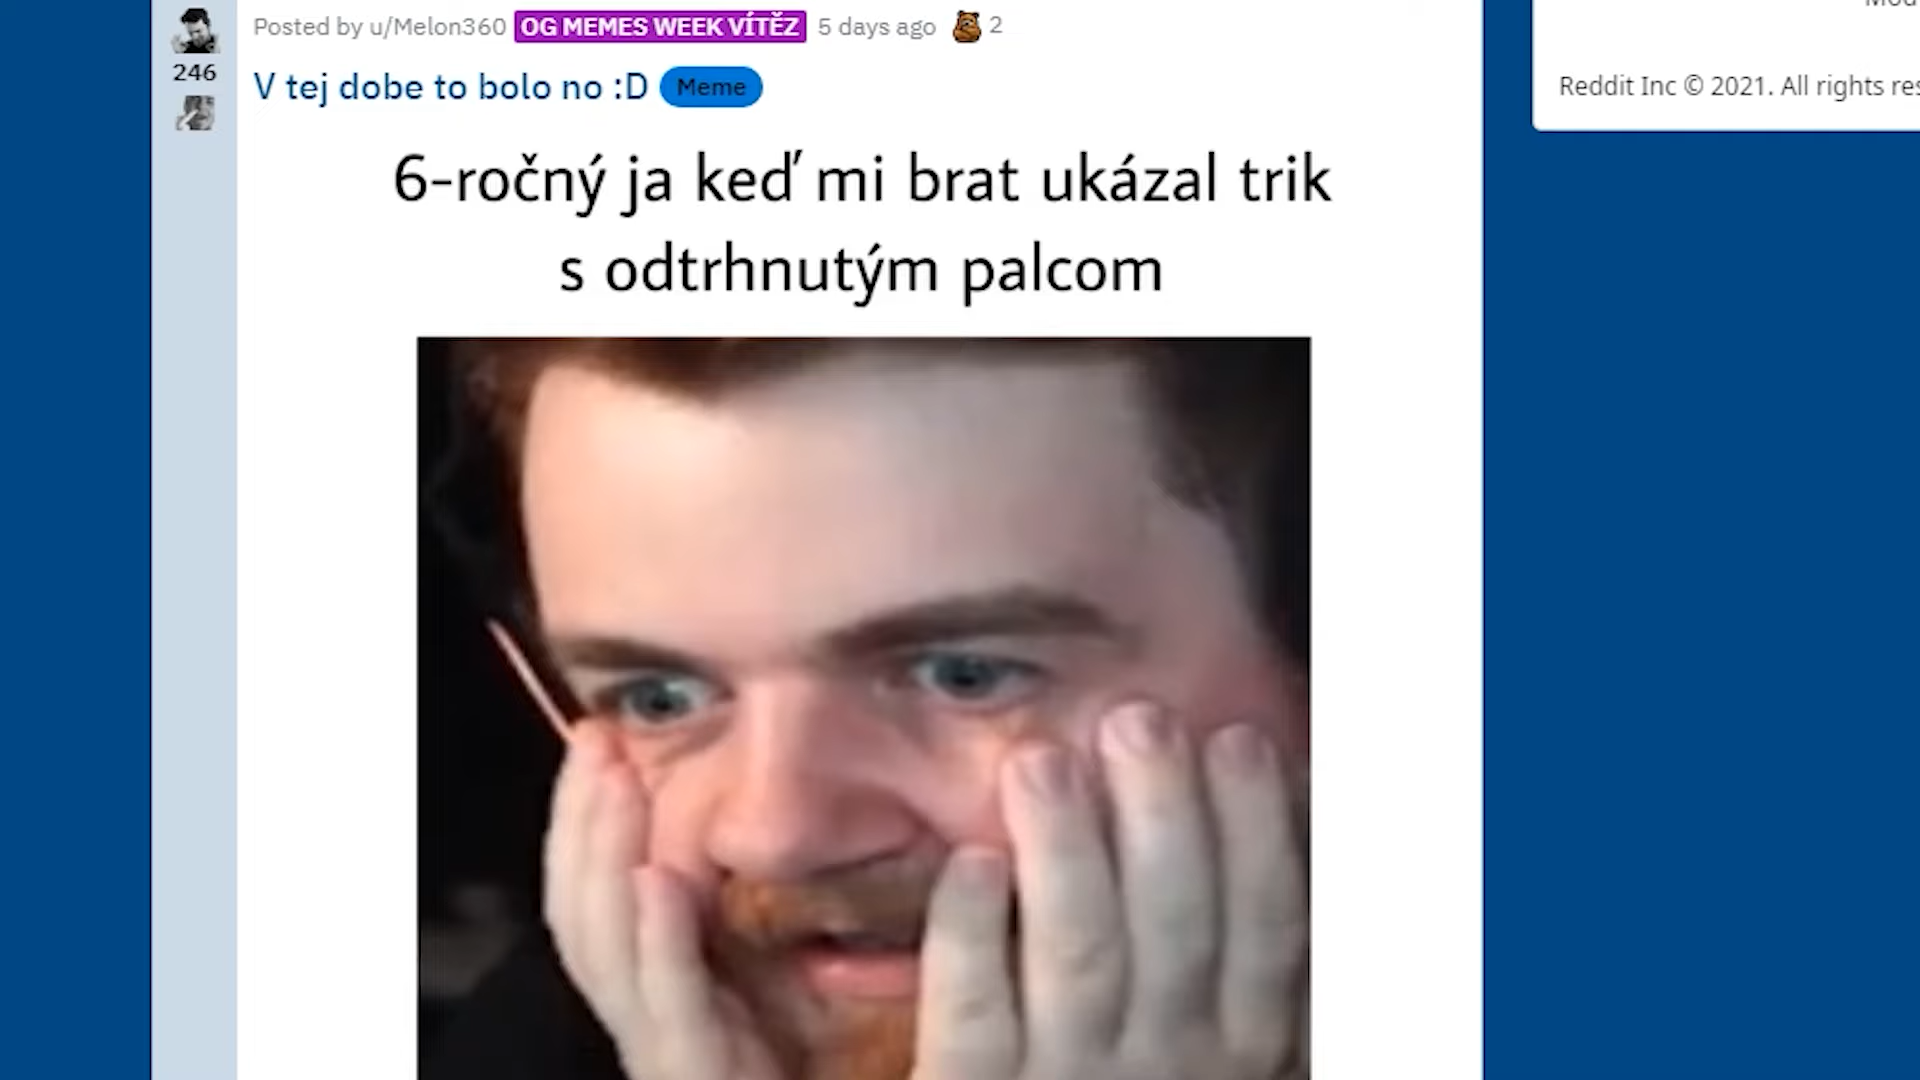 Posted by u/Melon360 OG MEMES WEEK VÍTĚZ 5 days ago 2
246
V tej dobe to bolo no :D Meme
Reddit Inc © 2021. All rights
6-ročný ja keď mi brat ukázal trik
s odtrhnutým palcom